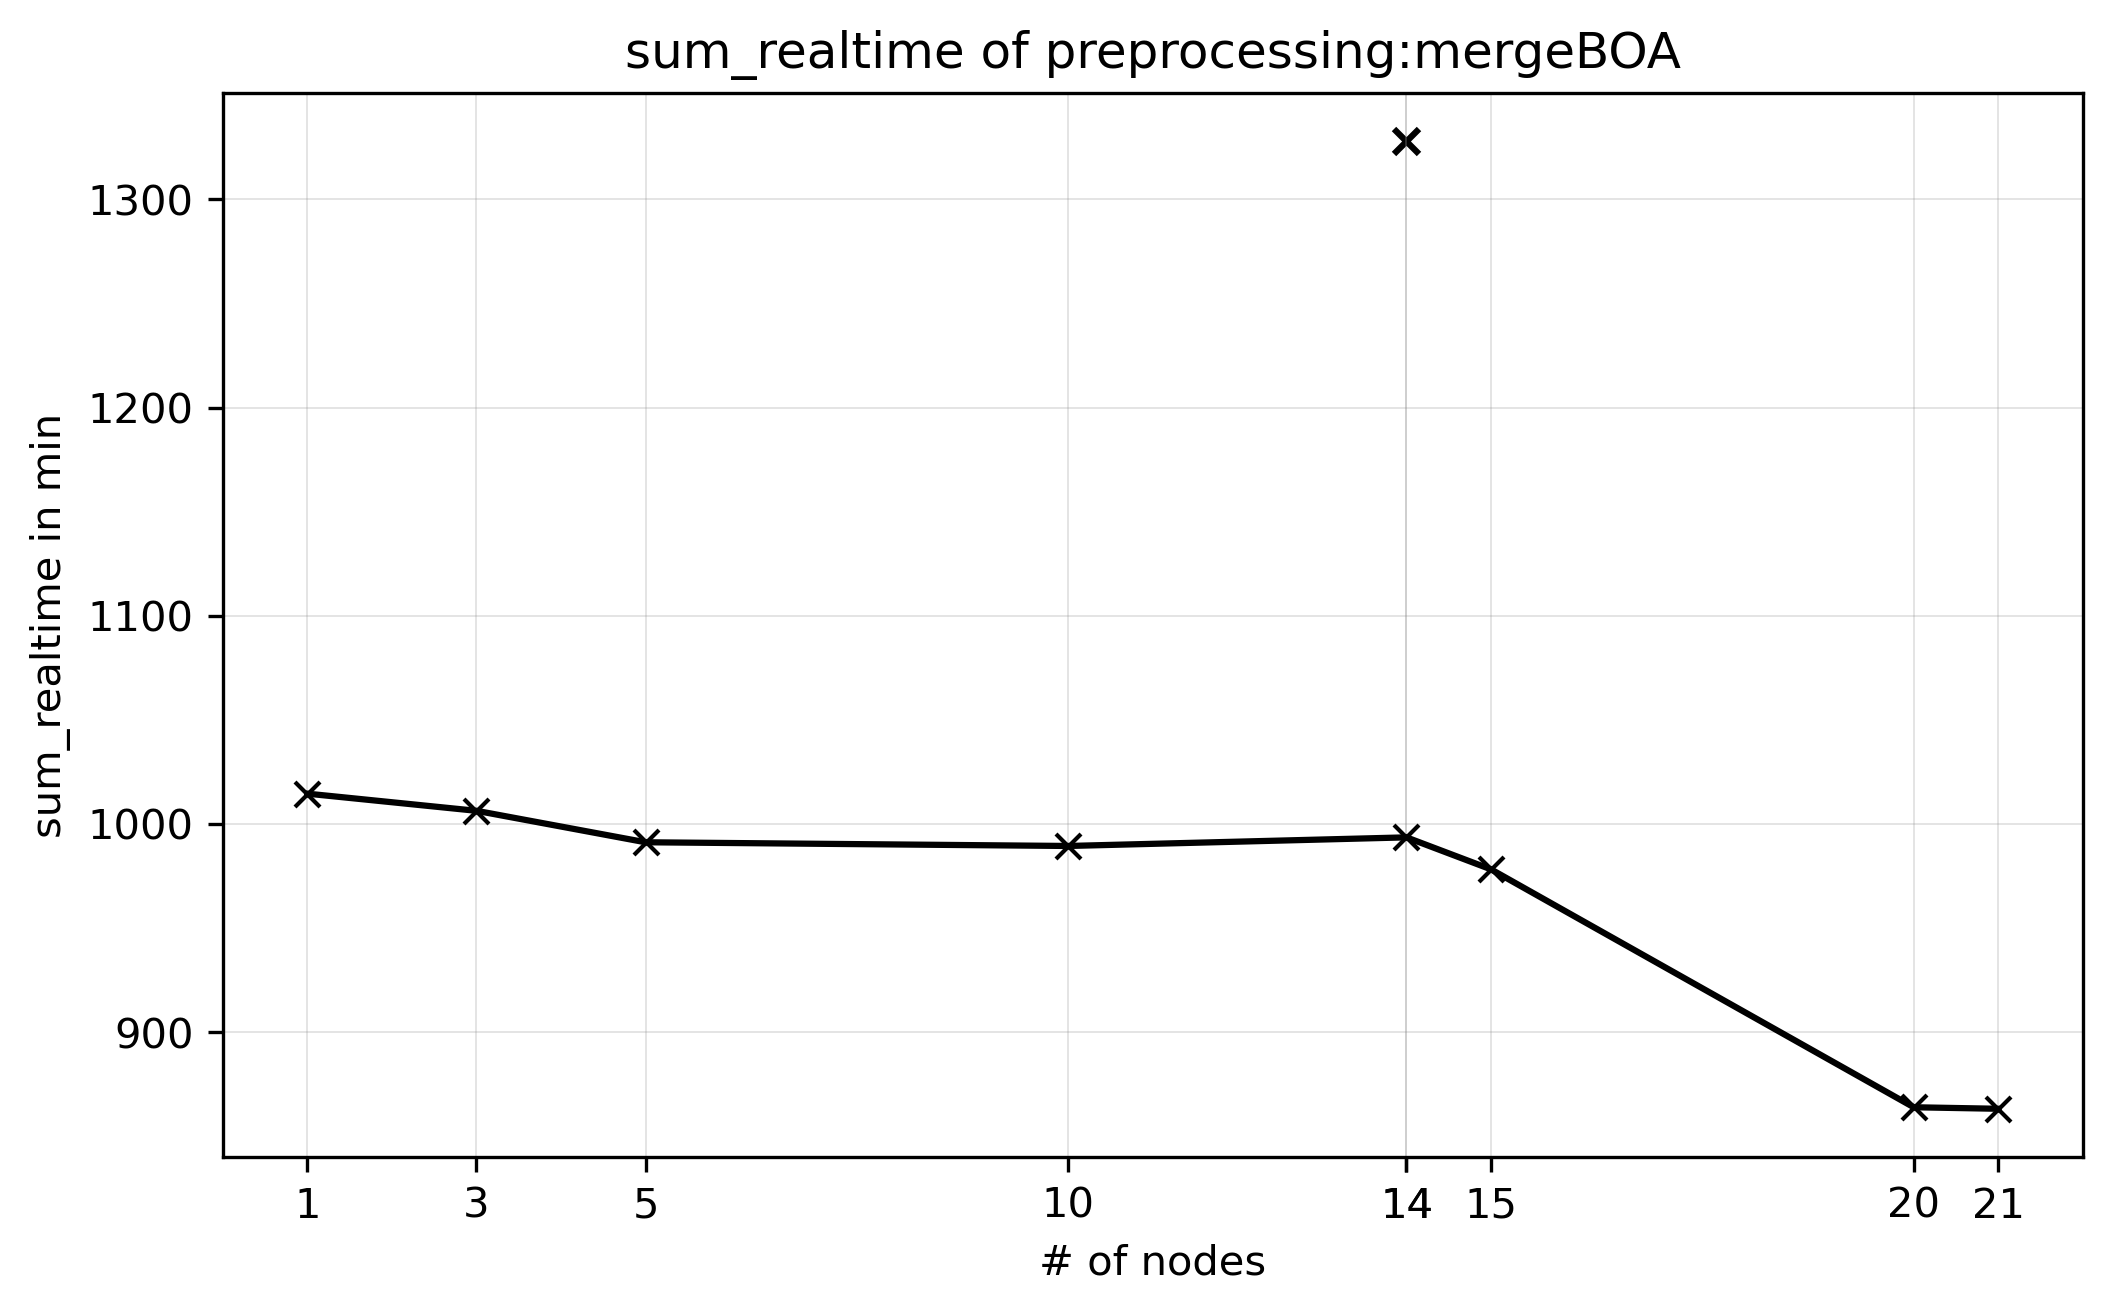 sum_realtime of preprocessing:mergeBOA
sum_realtime in min
1300
1200
1100
1000
900
1 3 5 10 14 15 20 21
# of nodes